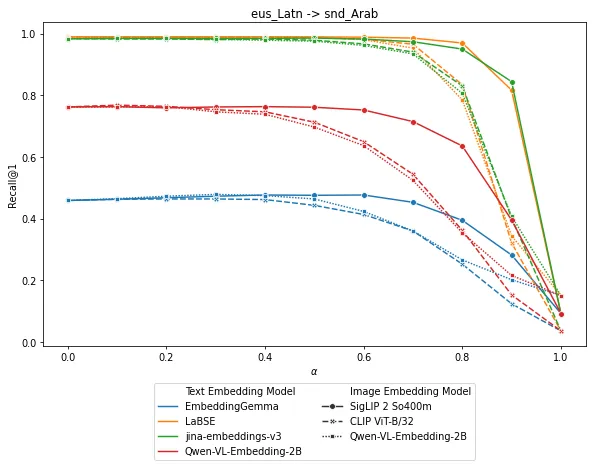 eus_Latn -> snd_Arab
Recall@1
1.0
0.8
0.6
0.4
0.2
0.0
0.0 0.2 0.4 0.6 0.8 1.0
α
Text Embedding Model Image Embedding Model
EmbeddingGemma SigLIP 2 So400m
LaBSE CLIP ViT-B/32
jina-embeddings-v3 Qwen-VL-Embedding-2B
Qwen-VL-Embedding-2B